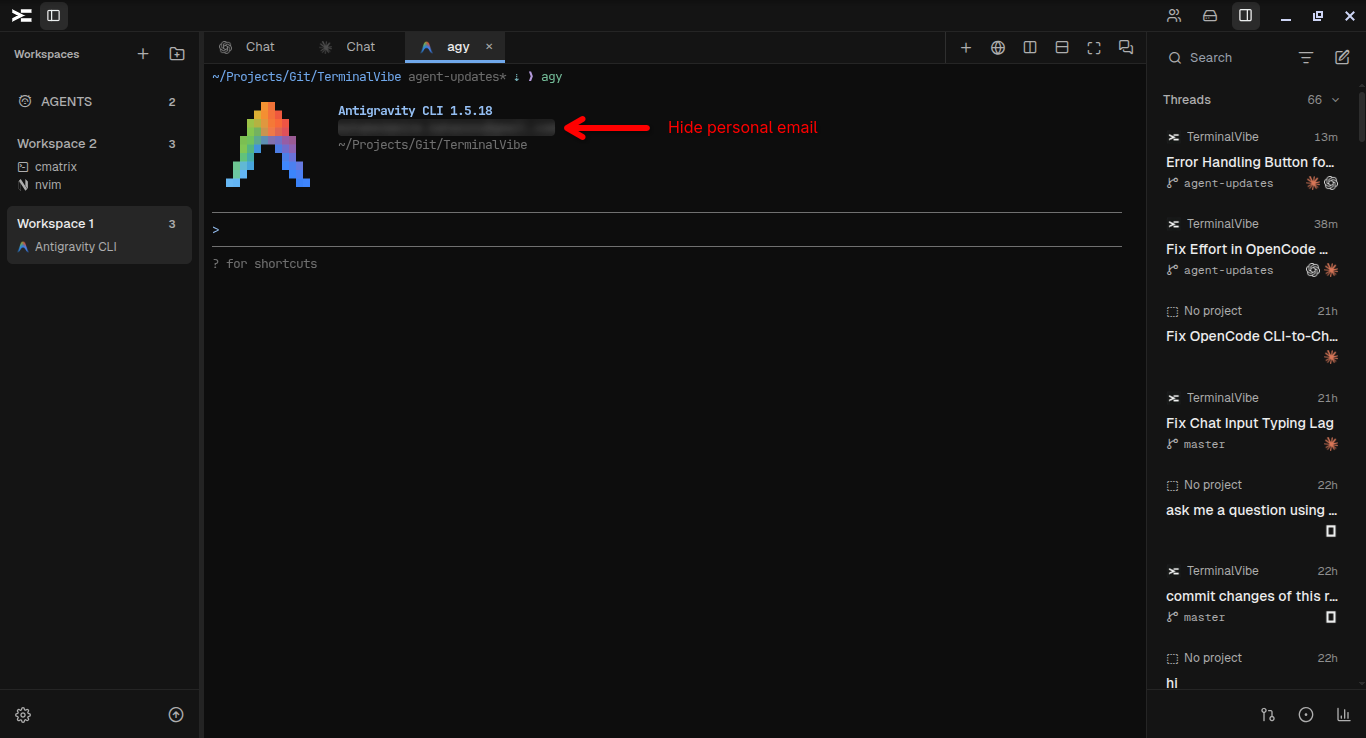 Chat
Chat
agy ×
Workspaces
AGENTS 2
Workspace 2 3
cmatrix
nvim
Workspace 1 3
Antigravity CLI
~/Projects/Git/TerminalVibe agent-updates* ⇣ ❯ agy
Antigravity CLI 1.5.18
Hide personal email
~/Projects/Git/TerminalVibe
>
? for shortcuts
Search
Threads 66
TerminalVibe 13m
Error Handling Button fo...
agent-updates
TerminalVibe 38m
Fix Effort in OpenCode ...
agent-updates
No project 21h
Fix OpenCode CLI-to-Ch...
TerminalVibe 21h
Fix Chat Input Typing Lag
master
No project 22h
ask me a question using ...
TerminalVibe 22h
commit changes of this r...
master
No project 22h
hi